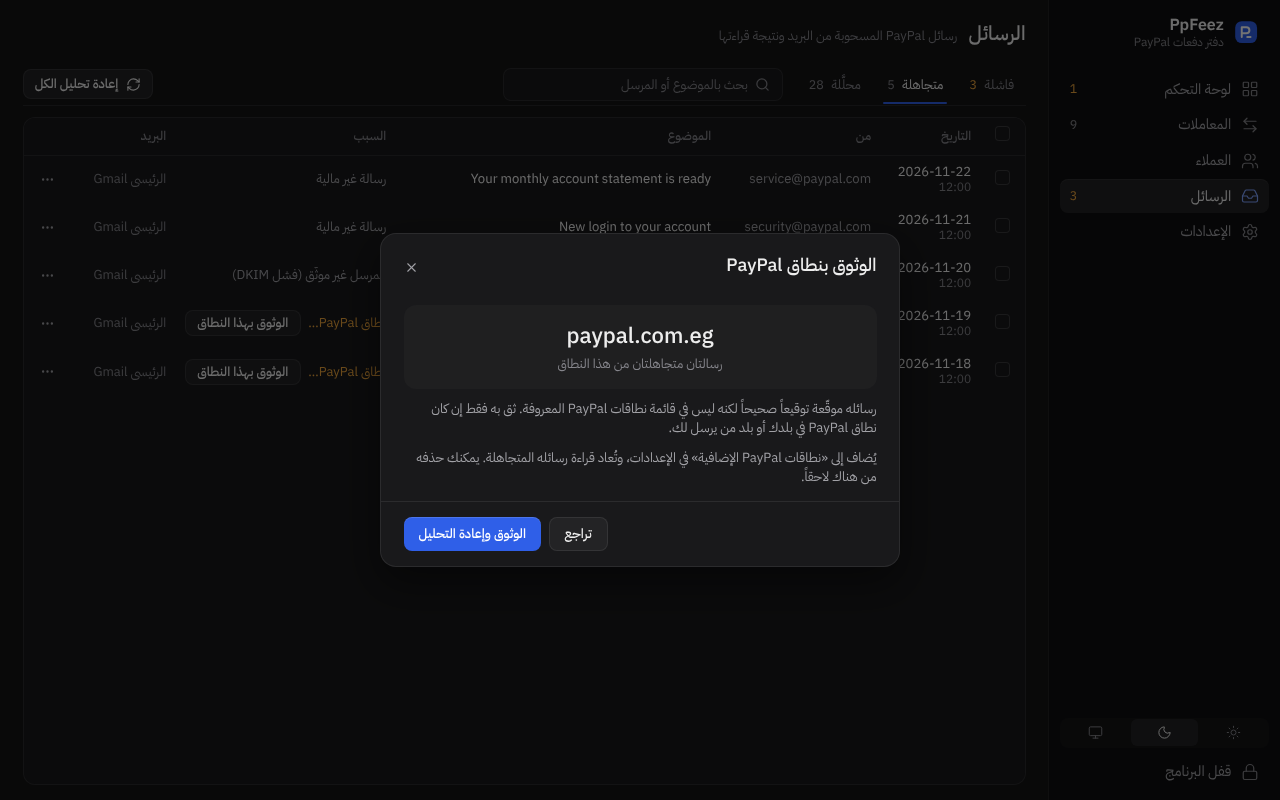 PpFeez
دفتر دفعات PayPal
لوحة التحكم 1
المعاملات 9
العملاء
الرسائل 3
الإعدادات
قفل البرنامج
الرسائل رسائل PayPal المسحوبة من البريد ونتيجة قراءتها
فاشلة 3 متجاهلة 5 محلَّلة 28
بحث بالموضوع أو المرسل
إعادة تحليل الكل
التاريخ من الموضوع السبب البريد
2026-11-22 service@paypal.com Your monthly account statement is ready رسالة غير مالية الرئيسي Gmail
12:00
2026-11-21 security@paypal.com New login to your account رسالة غير مالية الرئيسي Gmail
12:00
2026-11-20 غير موثَّق (فشل DKIM) الرئيسي Gmail
12:00
2026-11-19 PayPal... الوثوق بهذا النطاق الرئيسي Gmail
12:00
2026-11-18 PayPal... الوثوق بهذا النطاق الرئيسي Gmail
12:00
الوثوق بنطاق PayPal
paypal.com.eg
رسالتان متجاهلتان من هذا النطاق
رسائله موقّعة توقيعاً صحيحاً لكنه ليس في قائمة نطاقات PayPal المعروفة. ثق به فقط إن كان
نطاق PayPal في بلدك أو بلد من يرسل لك.
يُضاف إلى «نطاقات PayPal الإضافية» في الإعدادات، وتُعاد قراءة رسائله المتجاهلة. يمكنك حذفه
من هناك لاحقاً.
تراجع
الوثوق وإعادة التحليل